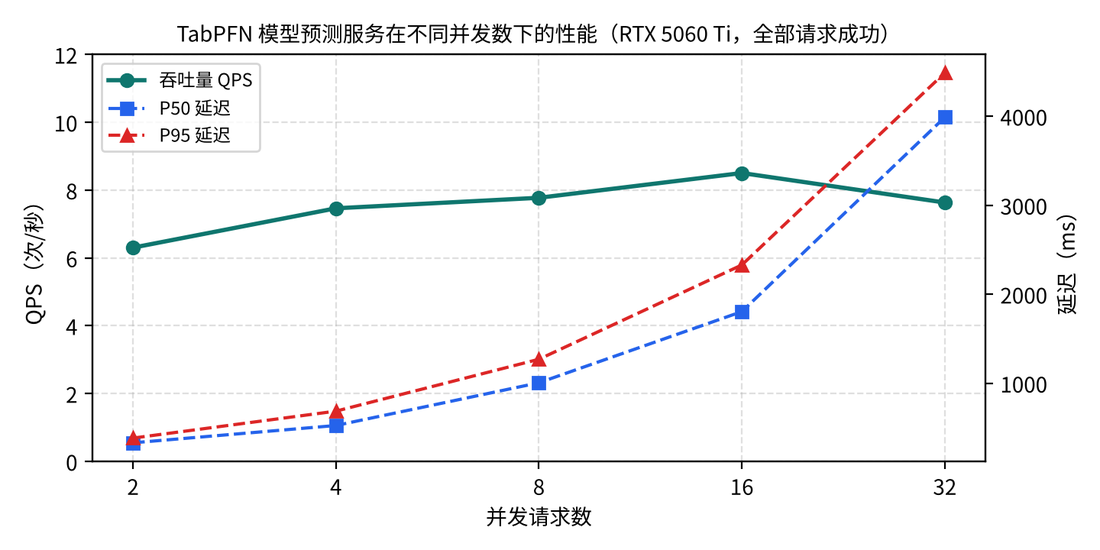 TabPFN 模型预测服务在不同并发数下的性能（RTX 5060 Ti，全部请求成功）
吞吐量 QPS
P50 延迟
P95 延迟
QPS（次/秒）
12
10
8
6
4
2
0
延迟（ms）
4000
3000
2000
1000
2 4 8 16 32
并发请求数